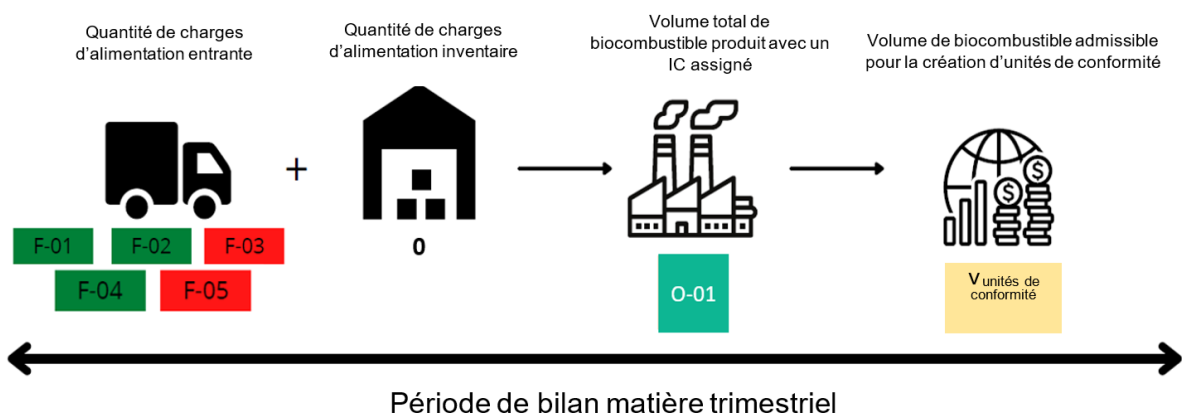 Quantité de charges
d’alimentation entrante
Quantité de charges
d’alimentation inventaire
Volume total de
biocombustible produit avec un
IC assigné
Volume de biocombustible admissible
pour la création d’unités de conformité
+
$
$
F-01
F-02
F-03
F-04
F-05
0
O-01
V unités de
conformité
Période de bilan matière trimestriel